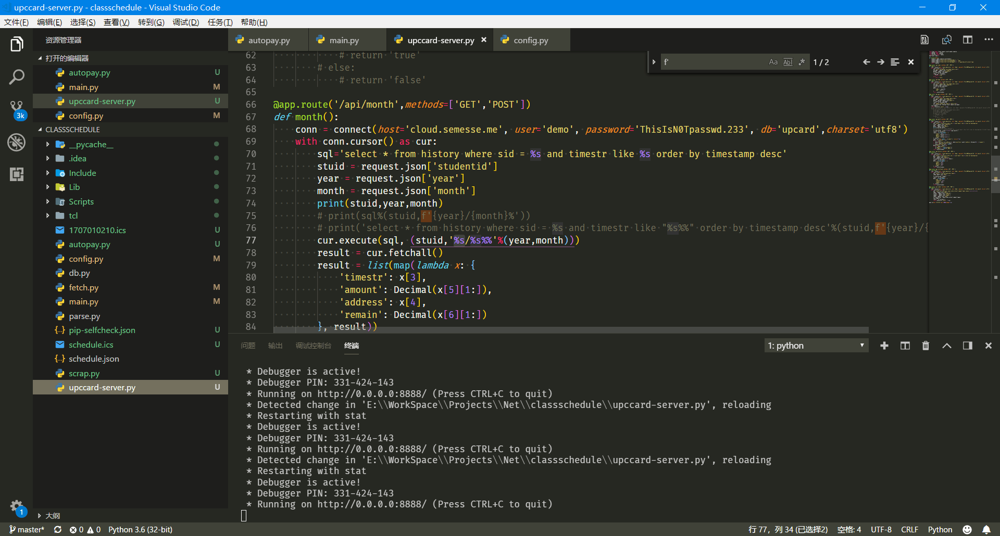 upccard-server.py - classschedule - Visual Studio Code
文件(F) 编辑(E) 选择(S) 查看(V) 转到(G) 调试(D) 任务(T) 帮助(H)
资源管理器
打开的编辑器
autopay.py U
main.py M
upccard-server.py U
config.py M
3k
CLASSSCHEDULE
__pycache__
.idea
Include
Lib
Scripts
tcl
1707010210.ics U
autopay.py U
config.py M
db.py
fetch.py M
main.py M
parse.py
{..} pip-selfcheck.json U
schedule.ics U
{..} schedule.json
scrap.py U
upccard-server.py U
大纲
1
autopay.py main.py upccard-server.py config.py
f' Aa Abl .* 1 / 2
62 # return 'true'
63 # else:
64 # return 'false'
65
66 @app.route('/api/month',methods=['GET','POST'])
67 def month():
68 conn = connect(host='cloud.semesse.me', user='demo', password='ThisIsN0Tpasswd.233', db='upcard',charset='utf8')
69 with conn.cursor() as cur:
70 sql='select * from history where sid = %s and timestr like %s order by timestamp desc'
71 stuid = request.json['studentid']
72 year = request.json['year']
73 month = request.json['month']
74 print(stuid,year,month)
75 # print(sql%(stuid,f'{year}/{month}%'))
76 # print('select * from history where sid = %s and timestr like "%s%%" order by timestamp desc'%(stuid,f'{year}/{
77 cur.execute(sql, (stuid,'%s/%s%%'%(year,month)))
78 result = cur.fetchall()
79 result = list(map(lambda x: {
80 'timestr': x[3],
81 'amount': Decimal(x[5][1:]),
82 'address': x[4],
83 'remain': Decimal(x[6][1:])
84 }, result))
问题 输出 调试控制台 终端
1: python
* Debugger is active!
* Debugger PIN: 331-424-143
* Running on http://0.0.0.0:8888/ (Press CTRL+C to quit)
* Detected change in 'E:\\WorkSpace\\Projects\\Net\\classschedule\\upccard-server.py', reloading
* Restarting with stat
* Debugger is active!
* Debugger PIN: 331-424-143
* Running on http://0.0.0.0:8888/ (Press CTRL+C to quit)
* Detected change in 'E:\\WorkSpace\\Projects\\Net\\classschedule\\upccard-server.py', reloading
* Restarting with stat
* Debugger is active!
* Debugger PIN: 331-424-143
* Running on http://0.0.0.0:8888/ (Press CTRL+C to quit)
master* 0 0 Python 3.6 (32-bit) 行 77，列 34 (已选择2) 空格: 4 UTF-8 CRLF Python